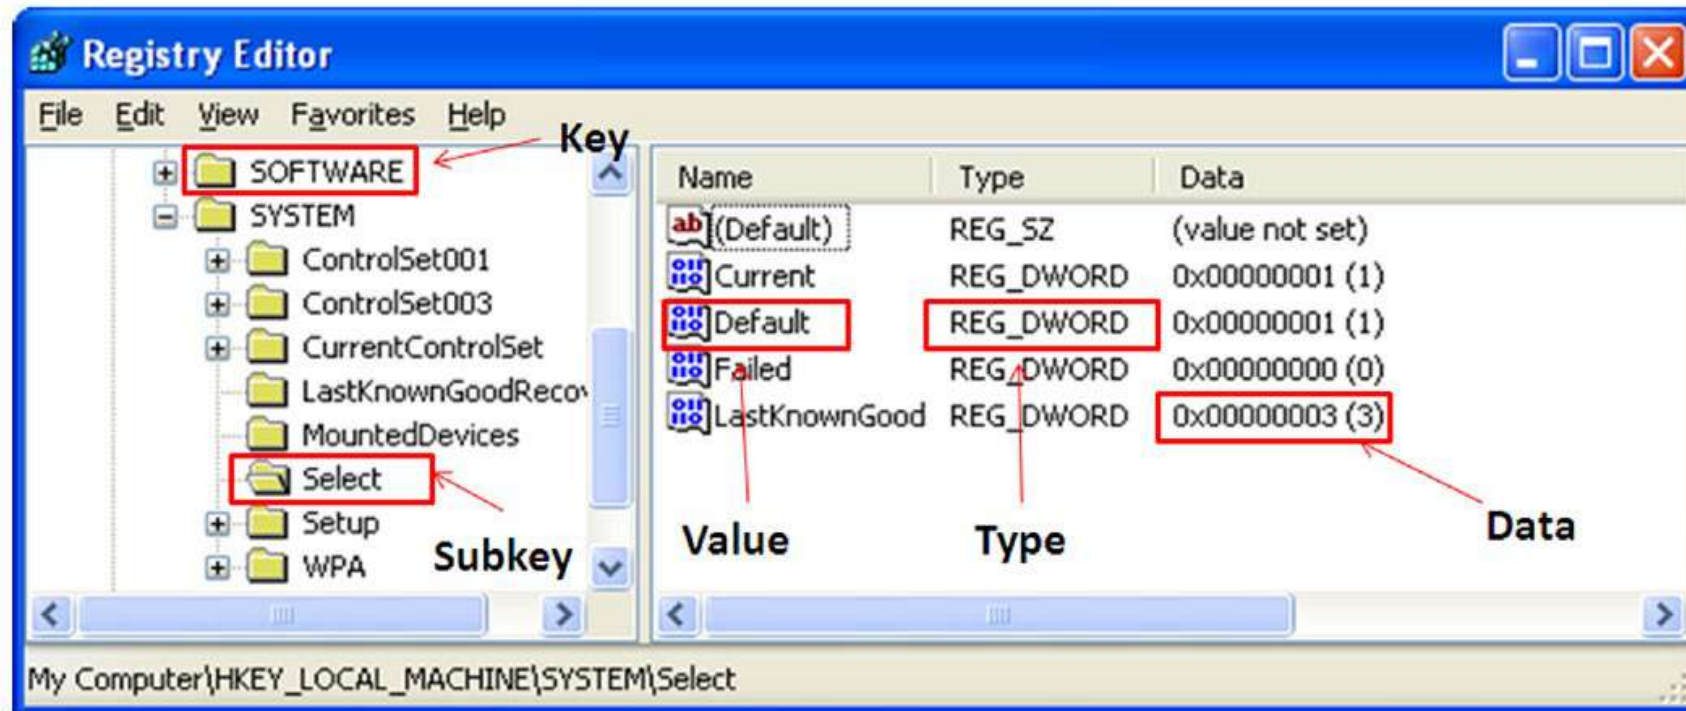 Registry Editor
File Edit View Favorites Help
Key
SOFTWARE
SYSTEM
ControlSet001
ControlSet003
CurrentControlSet
LastKnownGoodRecov
MountedDevices
Select
Setup
WPA
Subkey
Name Type Data
(Default) REG_SZ (value not set)
Current REG_DWORD 0x00000001 (1)
Default REG_DWORD 0x00000001 (1)
Failed REG_DWORD 0x00000000 (0)
LastKnownGood REG_DWORD 0x00000003 (3)
Value Type Data
My Computer\HKEY_LOCAL_MACHINE\SYSTEM\Select